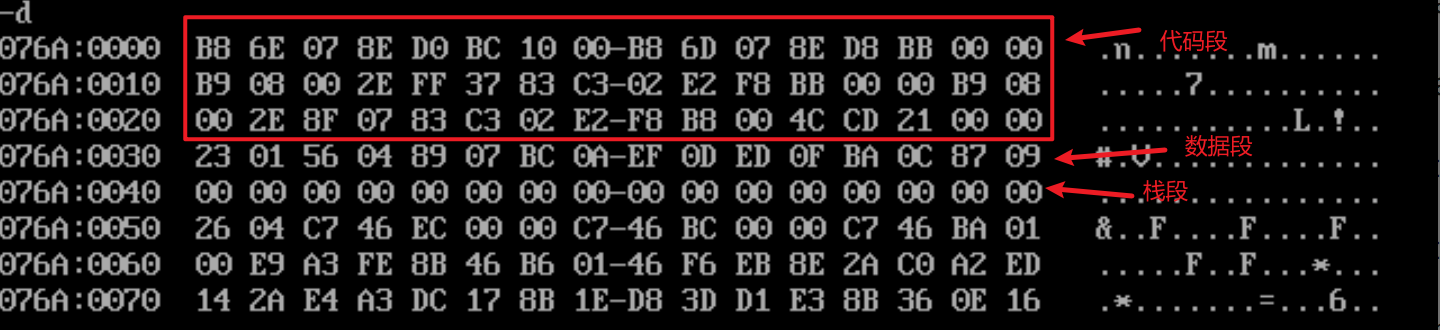 -d
076A:0000 B8 6E 07 8E D0 BC 10 00-B8 6D 07 8E D8 BB 00 00 .n.......m...... 代码段
076A:0010 B9 08 00 2E FF 37 83 C3-02 E2 F8 BB 00 00 B9 08 .....7..........
076A:0020 00 2E 8F 07 83 C3 02 E2-F8 B8 00 4C CD 21 00 00 ...........L.!..
076A:0030 23 01 56 04 89 07 BC 0A-EF 0D ED 0F BA 0C 87 09 #.V............. 数据段
076A:0040 00 00 00 00 00 00 00 00-00 00 00 00 00 00 00 00 ................ 栈段
076A:0050 26 04 C7 46 EC 00 00 C7-46 BC 00 00 C7 46 BA 01 &..F....F....F..
076A:0060 00 E9 A3 FE 8B 46 B6 01-46 F6 EB 8E 2A C0 A2 ED .....F..F...*...
076A:0070 14 2A E4 A3 DC 17 8B 1E-D8 3D D1 E3 8B 36 0E 16 .*.......=...6..